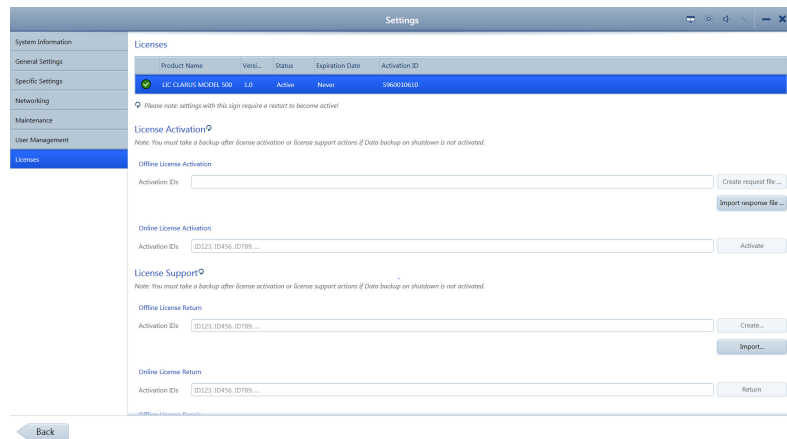 Settings
System Information
General Settings
Specific Settings
Networking
Maintenance
User Management
Licenses
Licenses
Product Name Versi... Status Expiration Date Activation ID
LIC CLARUS MODEL 500 1.0 Active Never 5960010610
Please note: settings with this sign require a restart to become active!
License Activation
Note: You must take a backup after license activation or license support actions if Data backup on shutdown is not activated.
Offline License Activation
Activation IDs Create request file ...
Import response file ...
Online License Activation
Activation IDs ID123, ID456, ID789, ... Activate
License Support
Note: You must take a backup after license activation or license support actions if Data backup on shutdown is not activated.
Offline License Return
Activation IDs ID123, ID456, ID789, ... Create...
Import...
Online License Return
Activation IDs ID123, ID456, ID789, ... Return
Back